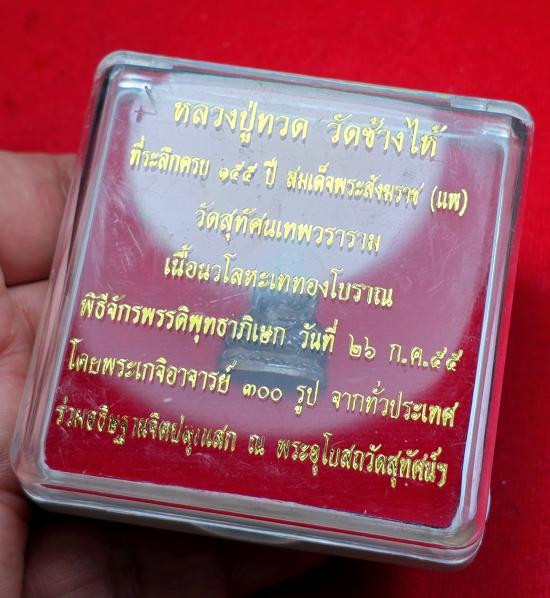 หลวงปู่ทวด วัดช้างไห้
ที่ระลึกครบ ๑๕๕ ปี สมเด็จพระสังฆราช (แพ)
วัดสุทัศนเทพวราราม
เนื้อนวโลหะเททองโบราณ
พิธีจักรพรรดิพุทธาภิเษก วันที่ ๒๖ ก.ค.๕๕
โดยพระเกจิอาจารย์ ๓๐๐ รูป จากทั่วประเทศ
ร่วมอธิษฐานจิตปลุกเสก ณ พระอุโบสถวัดสุทัศน์ฯ